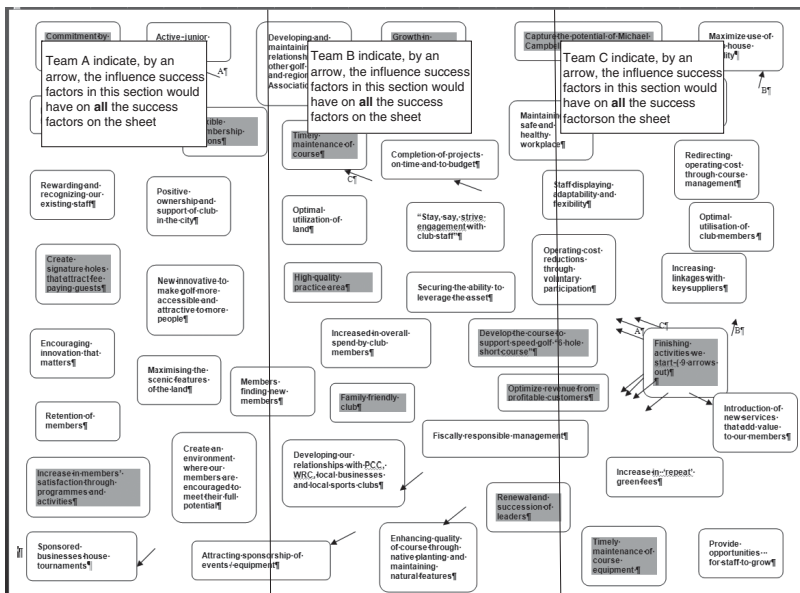 Commitment by
Active junior
Team A indicate, by an
arrow, the influence success
factors in this section would
have on all the success
factors on the sheet
A¶
Developing and
other golf
and region
Associati
Growth in
Team B indicate, by an
arrow, the influence success
factors in this section would
have on all the success
factors on the sheet
Capture the potential of Michael
Campbell
Maximize use of
house
Team C indicate, by an
arrow, the influence success
factors in this section would
have on all the success
factorson the sheet
B¶
Timely
maintenance of
course¶
C¶
Completion of projects
on time and to budget¶
safe and
healthy
workplace¶
Redirecting
operating cost
through course
management¶
Rewarding and
recognizing our
existing staff¶
Positive
ownership and
support of club
in the city¶
Optimal
utilization of
land¶
"Stay, say, strive
engagement with
club staff"¶
Staff displaying
adaptability and
flexibility¶
Optimal
utilisation of
club members¶
Create
signature holes
that attract fee
paying guests¶
New innovative to
make golf more
accessible and
attractive to more
people¶
High quality
practice area¶
Securing the ability to
leverage the asset¶
Operating cost
reductions
through
voluntary
participation¶
Increasing
linkages with
key suppliers¶
Encouraging
innovation that
matters¶
Maximising the
scenic features
of the land¶
Members
finding new
members¶
Increased in overall
spend by club
members¶
Develop the course to
support speed golf "6 hole
short course"¶
A¶
C¶
B¶
Finishing
activities we
start (-9 arrows
out)¶
¶
Retention of
members¶
Family friendly
club¶
Optimize revenue from
profitable customers¶
Introduction of
new services
that add value
to our members¶
Increase in members'
satisfaction through
programmes and
activities¶
Create an
environment
where our
members are
encouraged to
meet their full
potential¶
Developing our
relationships with PCC,
WRC, local businesses
and local sports clubs¶
Fiscally responsible management¶
Increase in 'repeat'
green fees¶
Renewal and
succession of
leaders¶
Sponsored
businesses house
tournaments¶
Attracting sponsorship of
events / equipment¶
Enhancing quality
of course through
native planting and
maintaining
natural features¶
Timely
maintenance of
course
equipment¶
Provide
opportunities
for staff to grow¶